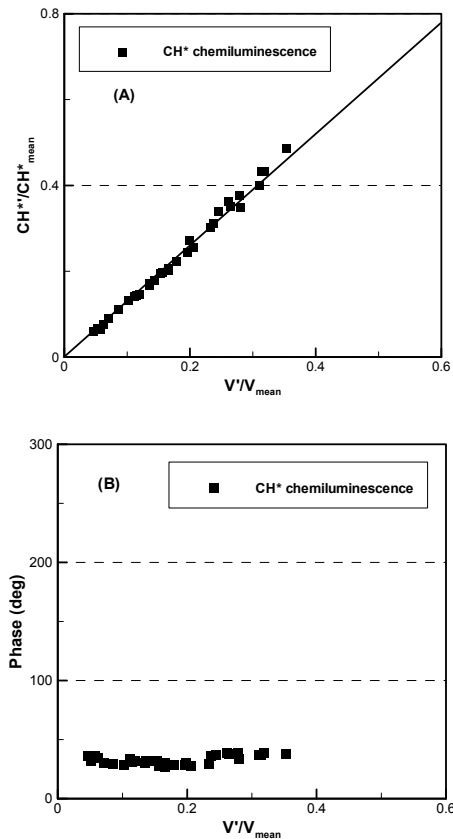 0.8
CH* chemiluminescence
(A)
0.4
CH*'/CH*mean
0
0 0.2 0.4 0.6
V'/Vmean
300
(B) CH* chemiluminescence
200
Phase (deg)
100
0
0 0.2 0.4 0.6
V'/Vmean